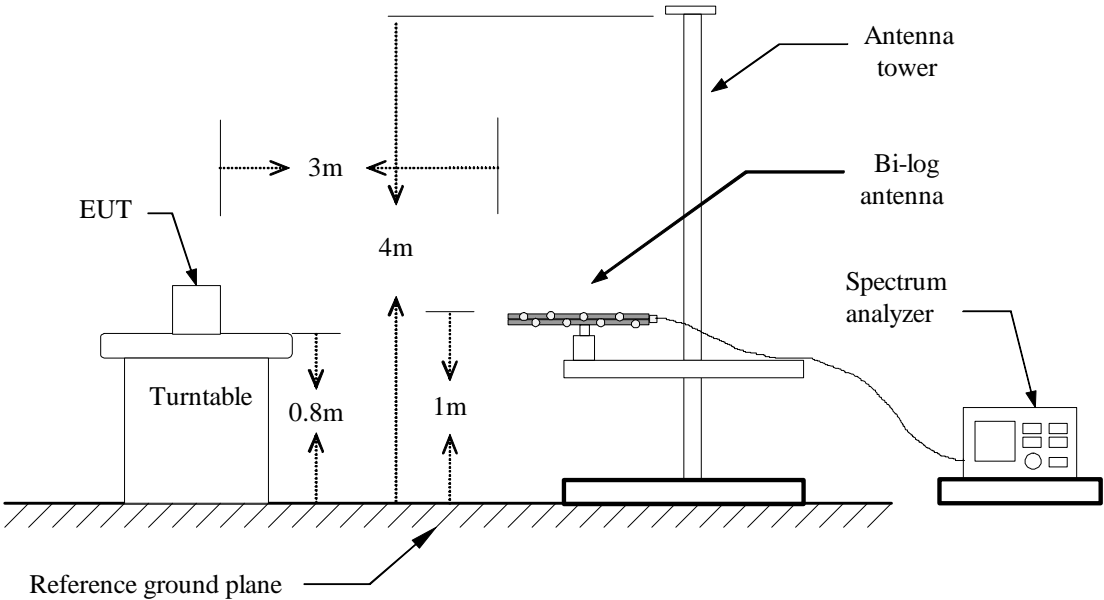 Antenna
tower
3m
Bi-log
antenna
EUT
4m
Spectrum
analyzer
Turntable
0.8m
1m
Reference ground plane